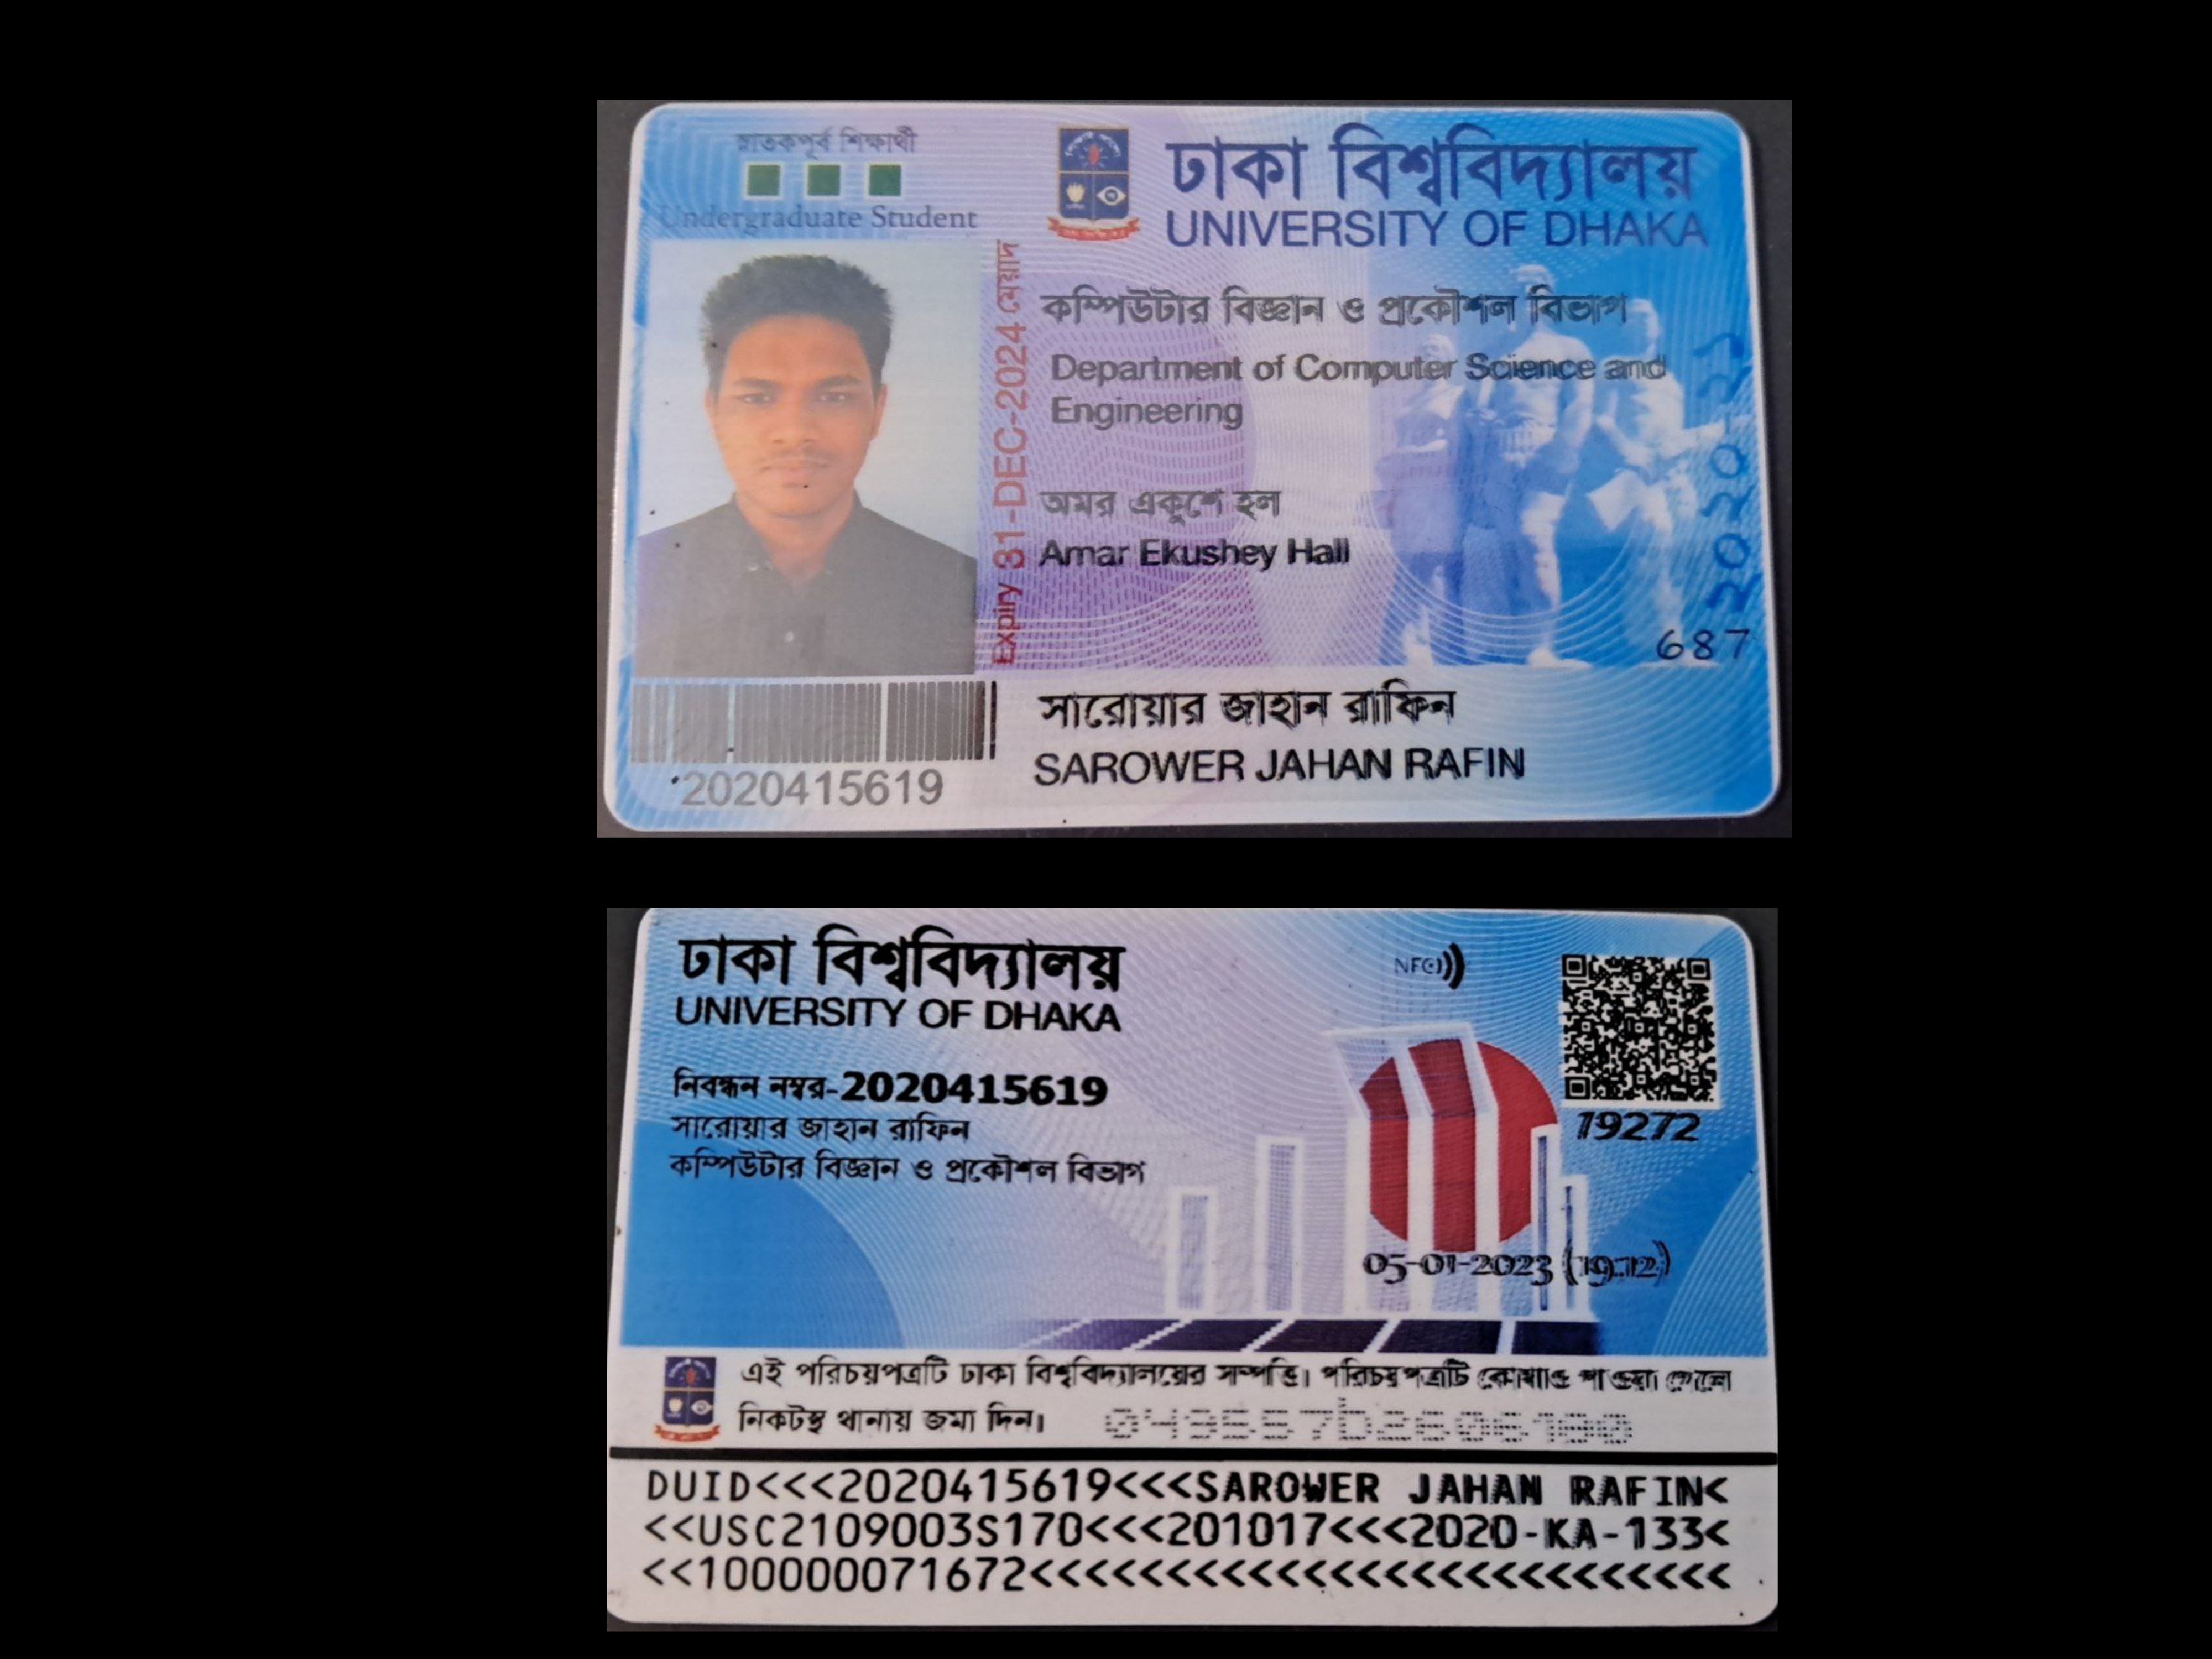 স্নাতকপূর্ব শিক্ষার্থী
Undergraduate Student
ঢাকা বিশ্ববিদ্যালয়
UNIVERSITY OF DHAKA
Expiry 31-DEC-2024 মেয়াদ
কম্পিউটার বিজ্ঞান ও প্রকৌশল বিভাগ
Department of Computer Science and
Engineering
অমর একুশে হল
Amar Ekushey Hall
2020-21
687
সারোয়ার জাহান রাফিন
SAROWER JAHAN RAFIN
2020415619
ঢাকা বিশ্ববিদ্যালয়
UNIVERSITY OF DHAKA
NFC
নিবন্ধন নম্বর-2020415619
সারোয়ার জাহান রাফিন
কম্পিউটার বিজ্ঞান ও প্রকৌশল বিভাগ
19272
05-01-2023
এই পরিচয়পত্রটি ঢাকা বিশ্ববিদ্যালয়ের সম্পত্তি। পরিচয়পত্রটি কোথাও পাওয়া গেলে
নিকটস্থ থানায় জমা দিন।
DUID<<<2020415619<<<SAROWER JAHAN RAFIN<
<<USC2109003S170<<<201017<<<2020-KA-133<
<<100000071672<<<<<<<<<<<<<<<<<<<<<<<<<<